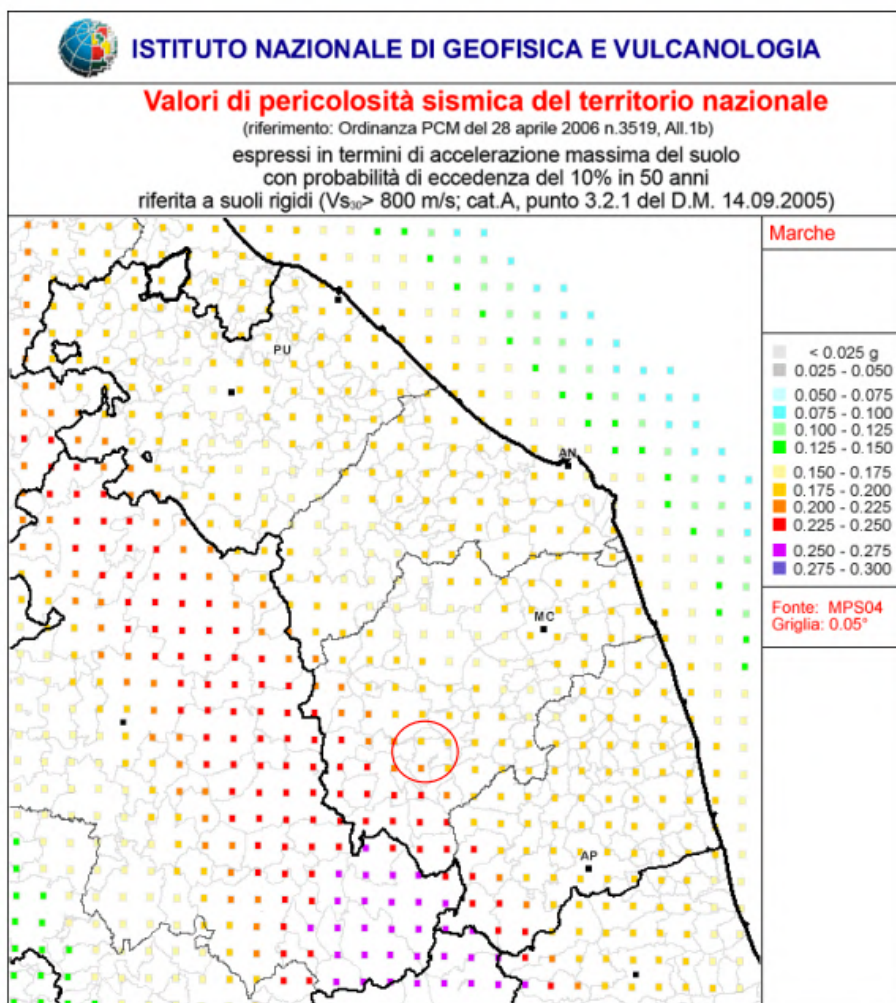 ISTITUTO NAZIONALE DI GEOFISICA E VULCANOLOGIA
Valori di pericolosità sismica del territorio nazionale
(riferimento: Ordinanza PCM del 28 aprile 2006 n.3519, All.1b)
espressi in termini di accelerazione massima del suolo
con probabilità di eccedenza del 10% in 50 anni
riferita a suoli rigidi (Vs₃₀> 800 m/s; cat.A, punto 3.2.1 del D.M. 14.09.2005)
Marche
PU
AN
MC
AP
< 0.025 g
0.025 - 0.050
0.050 - 0.075
0.075 - 0.100
0.100 - 0.125
0.125 - 0.150
0.150 - 0.175
0.175 - 0.200
0.200 - 0.225
0.225 - 0.250
0.250 - 0.275
0.275 - 0.300
Fonte: MPS04
Griglia: 0.05°